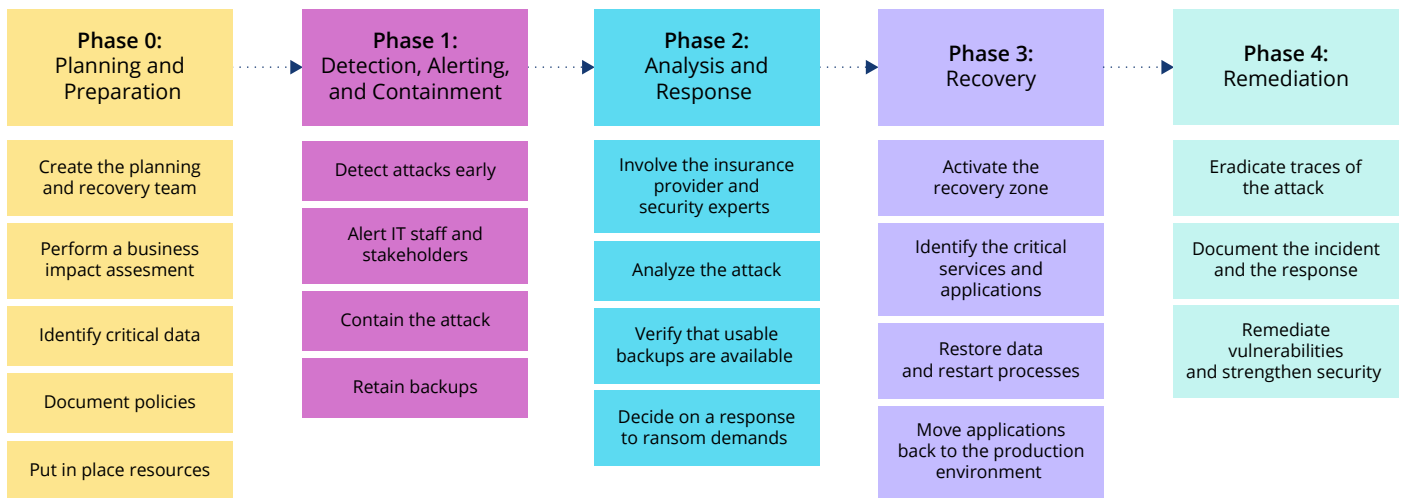 Phase 0:
Planning and
Preparation
Create the planning
and recovery team
Perform a business
impact assesment
Identify critical data
Document policies
Put in place resources
Phase 1:
Detection, Alerting,
and Containment
Detect attacks early
Alert IT staff and
stakeholders
Contain the attack
Retain backups
Phase 2:
Analysis and
Response
Involve the insurance
provider and
security experts
Analyze the attack
Verify that usable
backups are available
Decide on a response
to ransom demands
Phase 3:
Recovery
Activate the
recovery zone
Identify the critical
services and
applications
Restore data
and restart processes
Move applications
back to the production
environment
Phase 4:
Remediation
Eradicate traces of
the attack
Document the incident
and the response
Remediate
vulnerabilities
and strengthen security